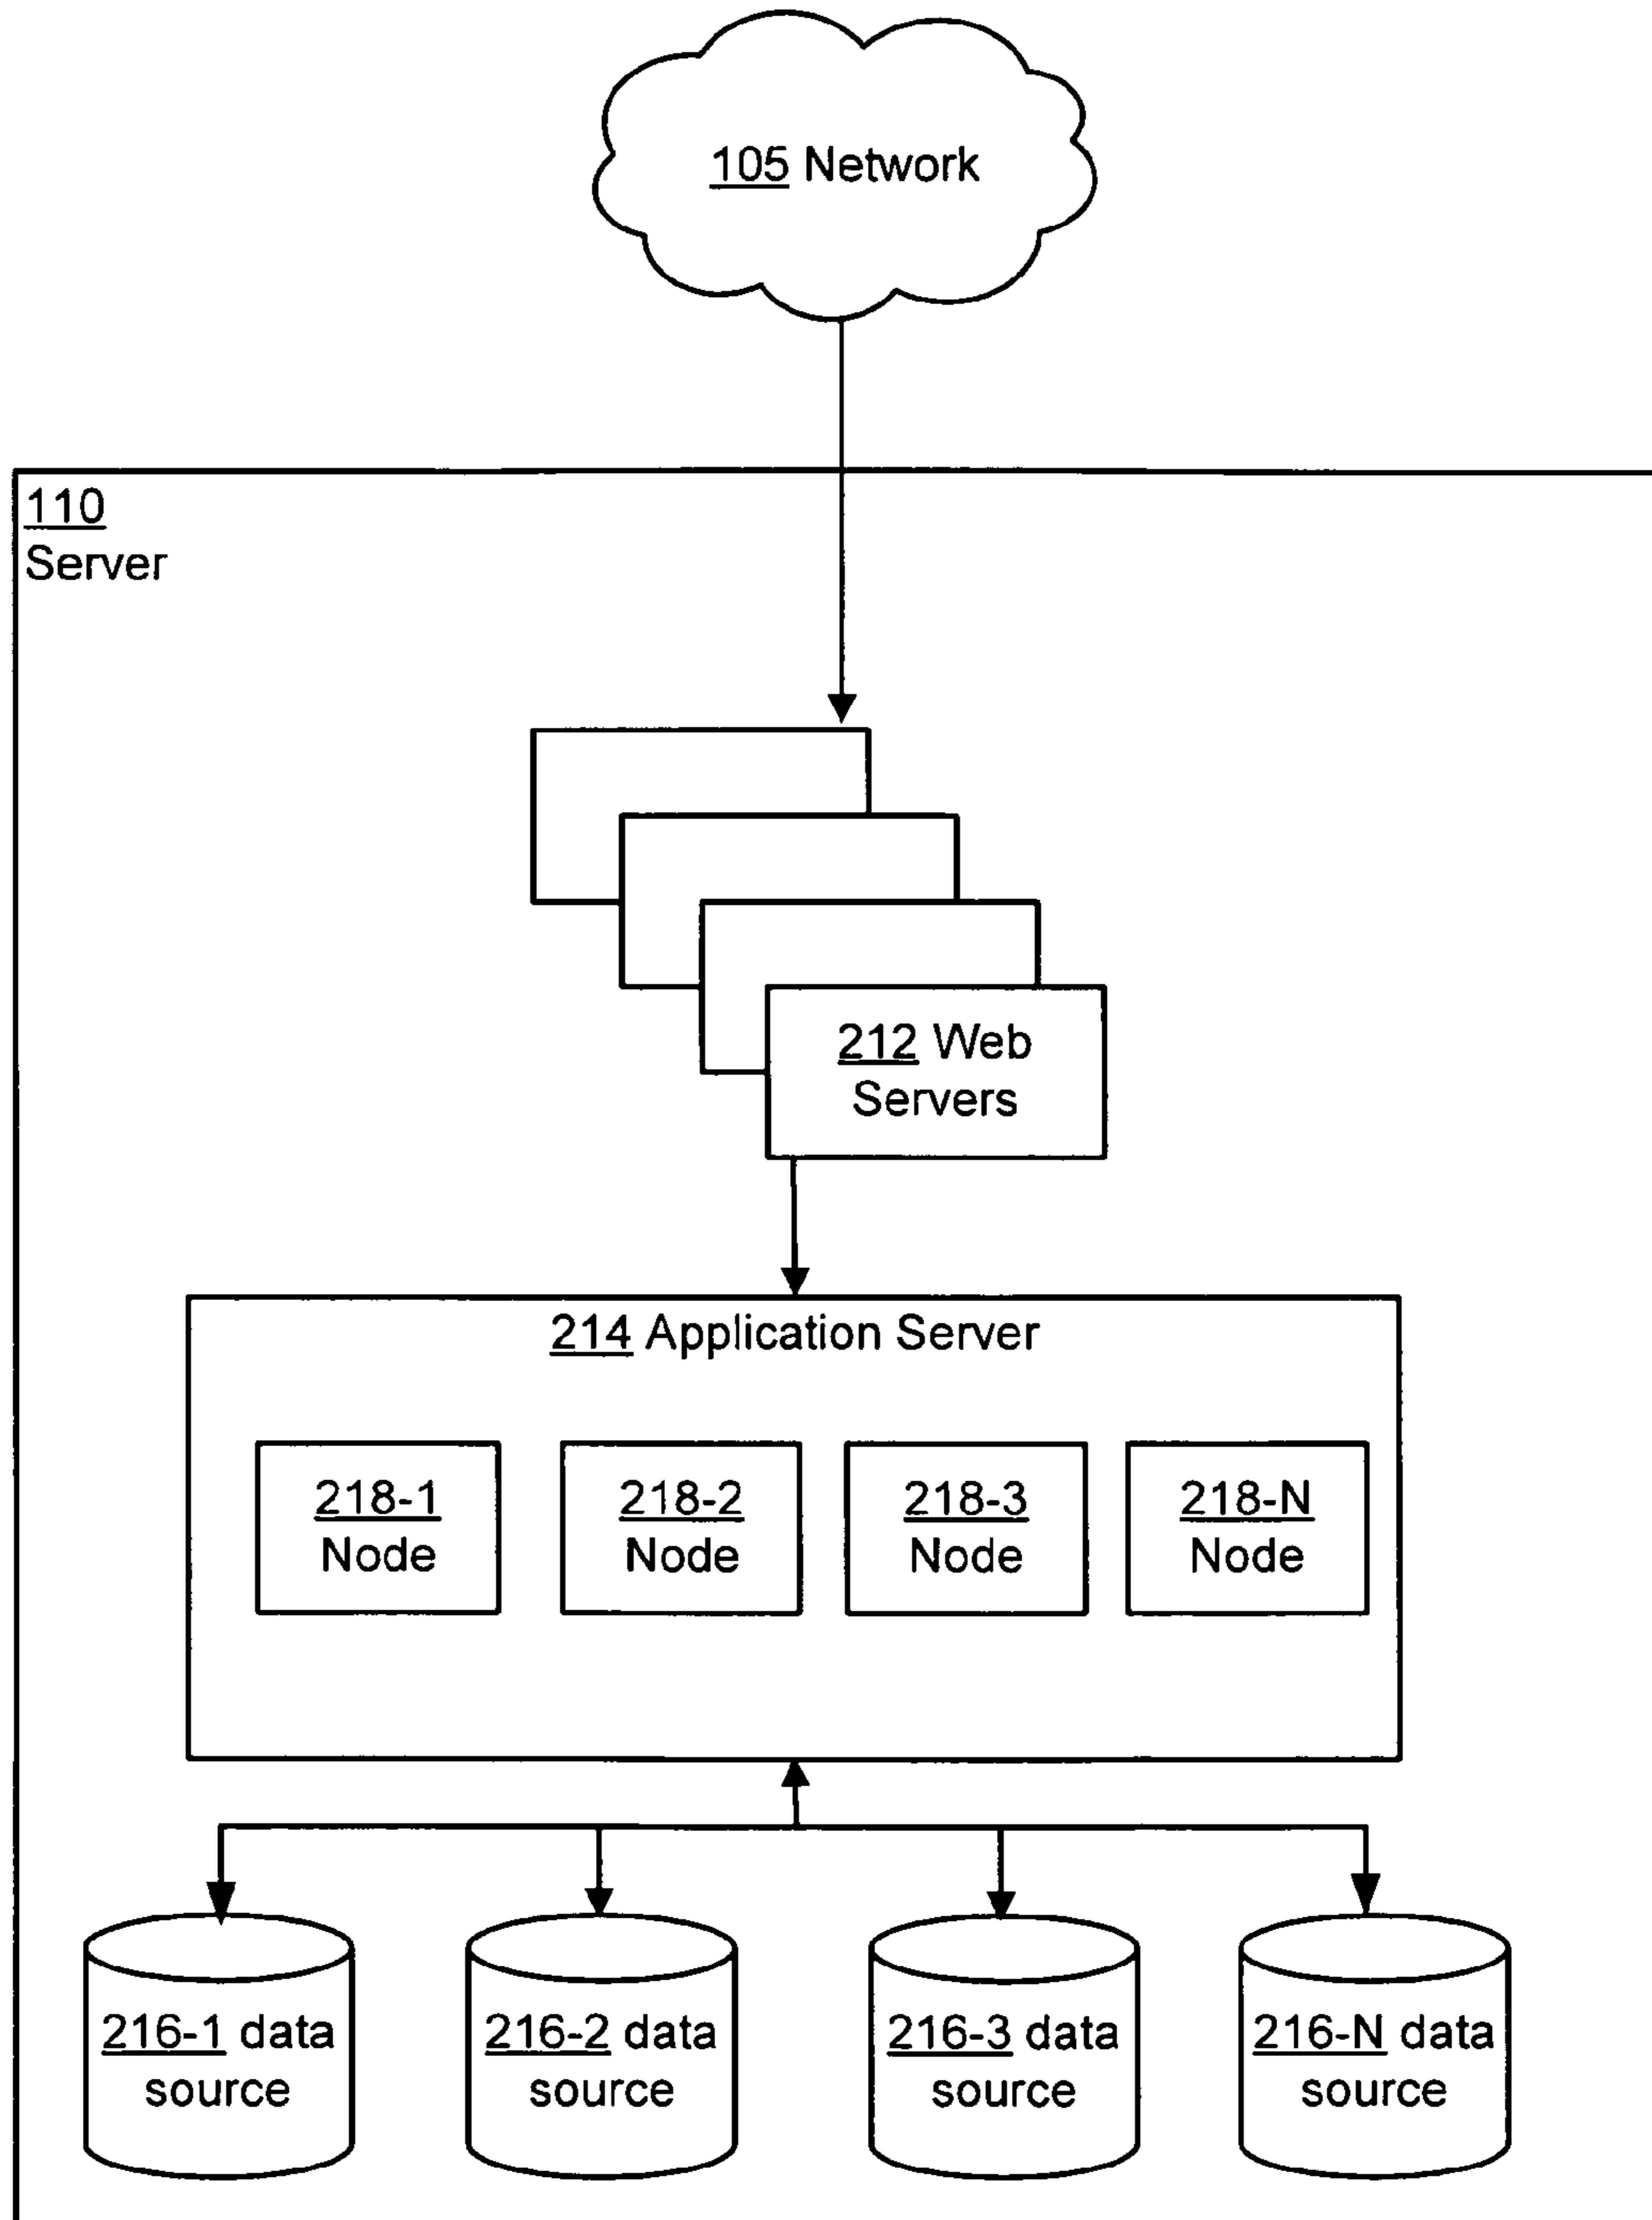 105 Network
110
Server
212 Web
Servers
214 Application Server
218-1
Node
218-2
Node
218-3
Node
218-N
Node
216-1 data
source
216-2 data
source
216-3 data
source
216-N data
source